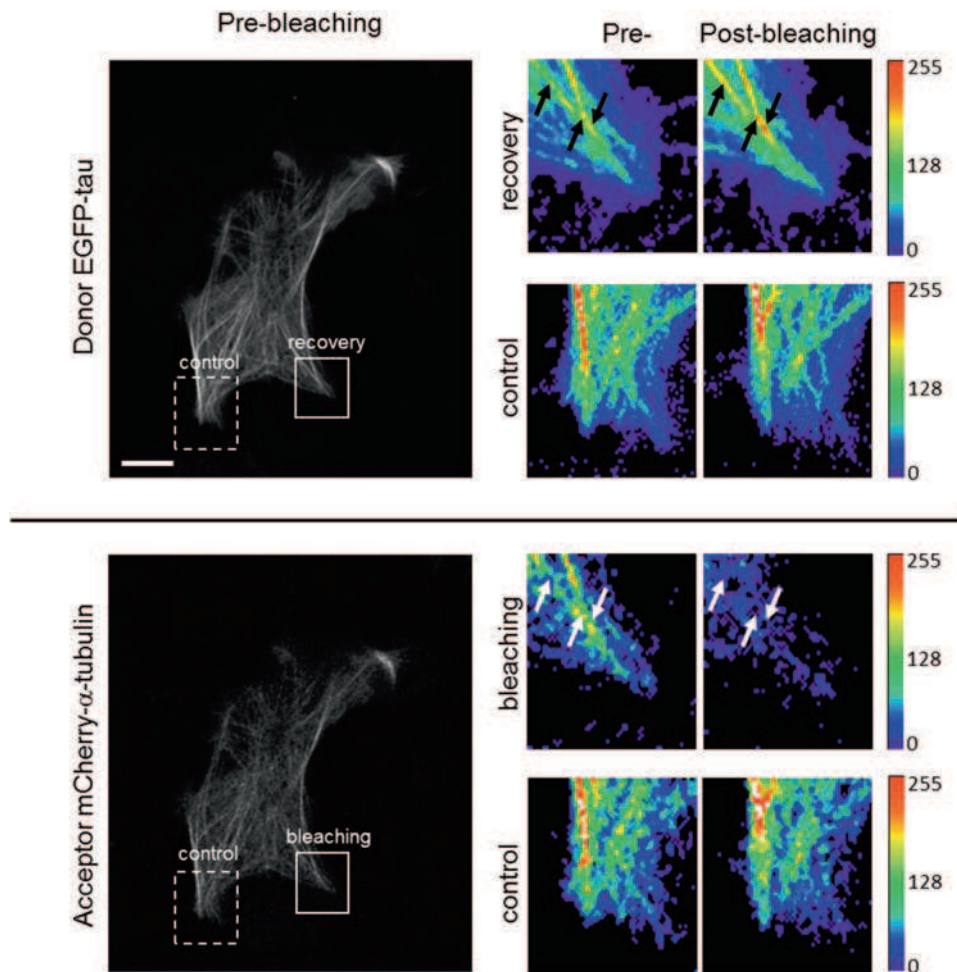 Pre-bleaching
Pre-
Post-bleaching
Donor EGFP-tau
control
recovery
recovery
255
128
0
control
255
128
0
Acceptor mCherry-α-tubulin
control
bleaching
bleaching
255
128
0
control
255
128
0